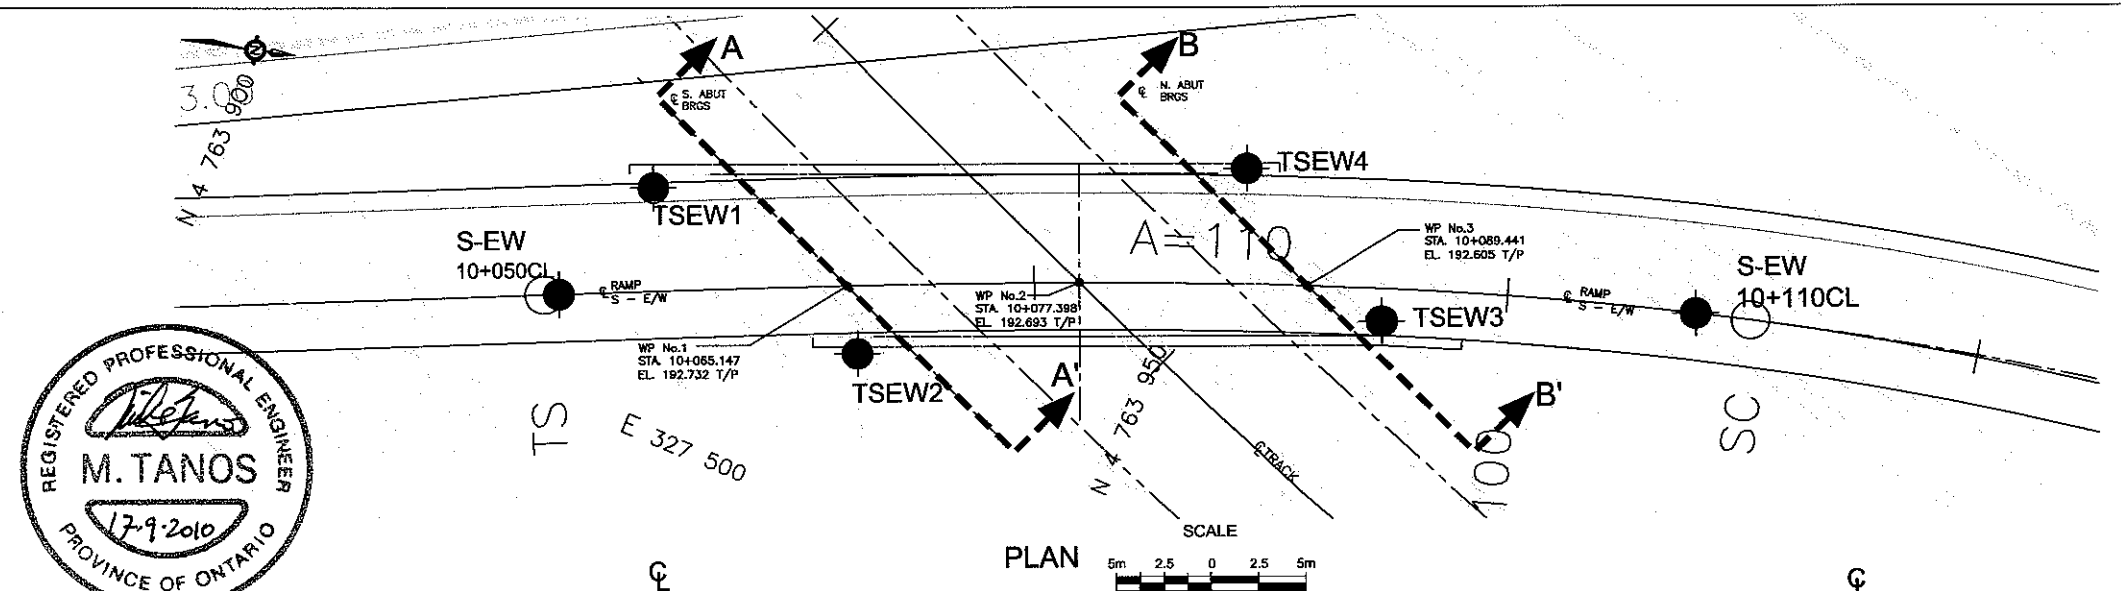 A
B
3.09
N 4 763 900
℄ S. ABUT
BRGS
℄ N. ABUT
BRGS
TSEW4
TSEW1
A=110
S-EW
10+050CL
℄ RAMP
S - E/W
WP No.1
STA. 10+065.147
EL. 192.732 T/P
WP No.2
STA. 10+077.398
EL. 192.693 T/P
WP No.3
STA. 10+089.441
EL. 192.605 T/P
℄ RAMP
S - E/W
S-EW
10+110CL
TSEW3
TSEW2
A'
B'
TS
E 327 500
N 4 763 950
℄ TRACK
100
SC
REGISTERED PROFESSIONAL ENGINEER
M. TANOS
17-9-2010
PROVINCE OF ONTARIO
PLAN
SCALE
5m 2.5 0 2.5 5m
℄
℄